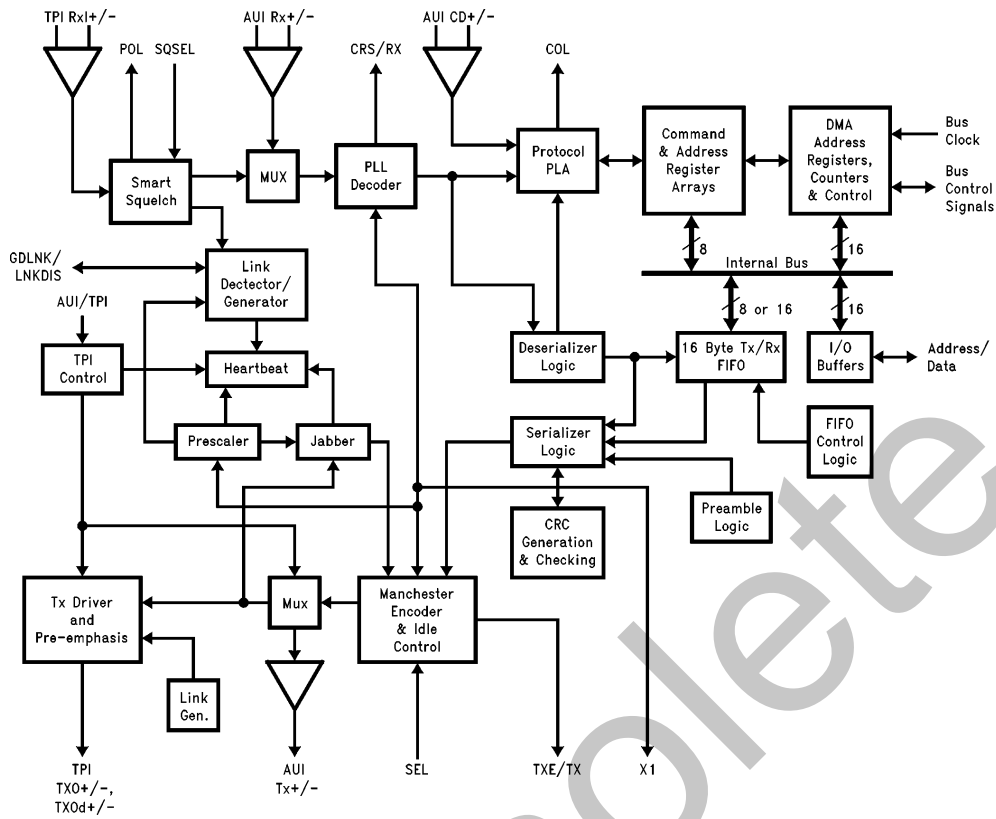 TPI RxI+/-
AUI Rx+/-
AUI CD+/-
POL
SQSEL
CRS/RX
COL
Smart
Squelch
MUX
PLL
Decoder
Protocol
PLA
Command
& Address
Register
Arrays
DMA
Address
Registers,
Counters
& Control
Bus
Clock
Bus
Control
Signals
8
16
Internal Bus
GDLNK/
LNKDIS
Link
Dectector/
Generator
8 or 16
16
AUI/TPI
TPI
Control
Heartbeat
Deserializer
Logic
16 Byte Tx/Rx
FIFO
I/O
Buffers
Address/
Data
Prescaler
Jabber
Serializer
Logic
FIFO
Control
Logic
Preamble
Logic
CRC
Generation
& Checking
Tx Driver
and
Pre-emphasis
Mux
Manchester
Encoder
& Idle
Control
Link
Gen.
TPI
TXO+/-,
TXOd+/-
AUI
Tx+/-
SEL
TXE/TX
X1
olete